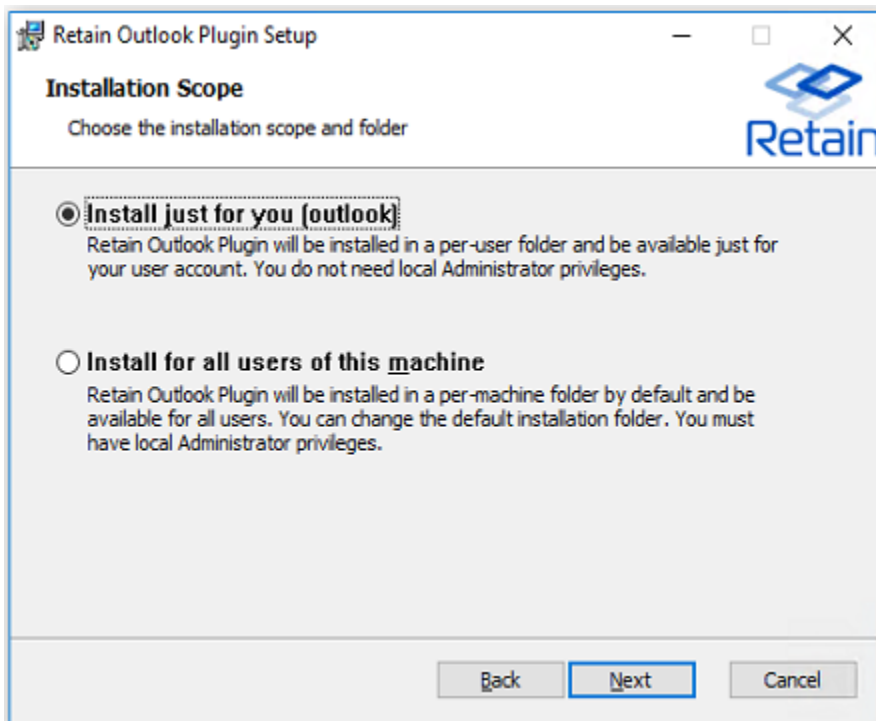 Retain Outlook Plugin Setup
Installation Scope
Choose the installation scope and folder
Retain
Install just for you (outlook)
Retain Outlook Plugin will be installed in a per-user folder and be available just for
your user account. You do not need local Administrator privileges.
Install for all users of this machine
Retain Outlook Plugin will be installed in a per-machine folder by default and be
available for all users. You can change the default installation folder. You must
have local Administrator privileges.
Back Next Cancel